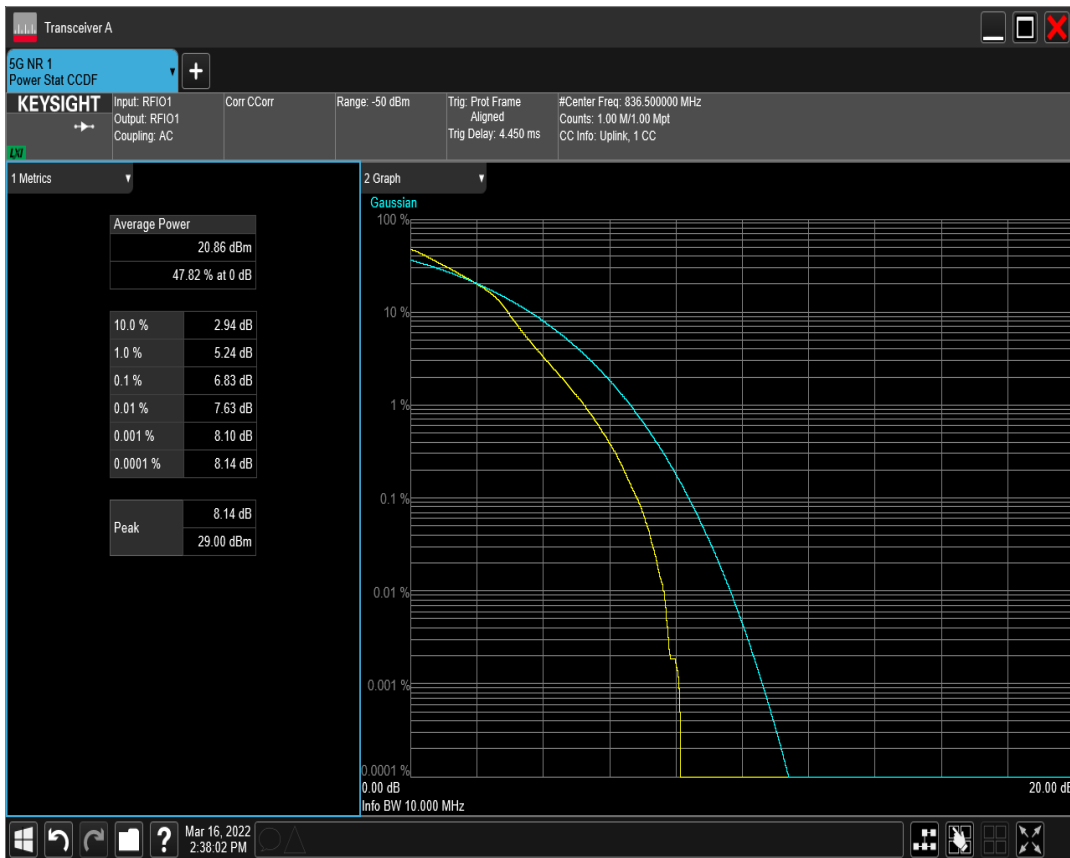 Transceiver A
5G NR 1
Power Stat CCDF
+
KEYSIGHT
LXI
Input: RFIO1
Output: RFIO1
Coupling: AC
Corr CCorr
Range: -50 dBm
Trig: Prot Frame
Aligned
Trig Delay: 4.450 ms
#Center Freq: 836.500000 MHz
Counts: 1.00 M/1.00 Mpt
CC Info: Uplink, 1 CC
1 Metrics
Average Power
20.86 dBm
47.82 % at 0 dB
10.0 % 2.94 dB
1.0 % 5.24 dB
0.1 % 6.83 dB
0.01 % 7.63 dB
0.001 % 8.10 dB
0.0001 % 8.14 dB
Peak
8.14 dB
29.00 dBm
2 Graph
Gaussian
100 %
10 %
1 %
0.1 %
0.01 %
0.001 %
0.0001 %
0.00 dB 20.00 dB
Info BW 10.000 MHz
?
Mar 16, 2022
2:38:02 PM